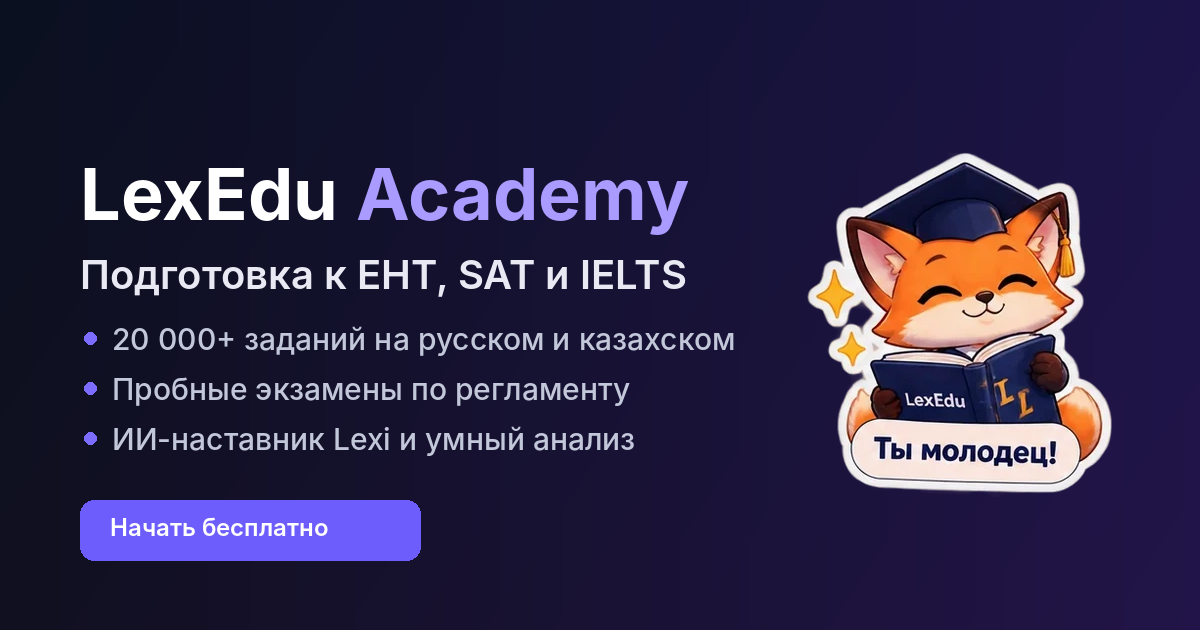 LexEdu Academy
Подготовка к ЕНТ, SAT и IELTS
20 000+ заданий на русском и казахском
Пробные экзамены по регламенту
ИИ-наставник Lexi и умный анализ
Начать бесплатно
LexEdu
L L
Ты молодец!